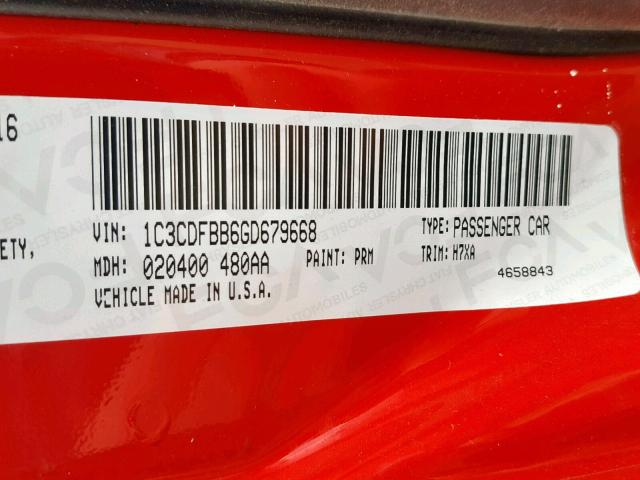 16
ETY,
VIN: 1C3CDFBB6GD679668 TYPE: PASSENGER CAR
MDH: 020400 480AA PAINT: PRM TRIM: H7XA
VEHICLE MADE IN U.S.A. 4658843